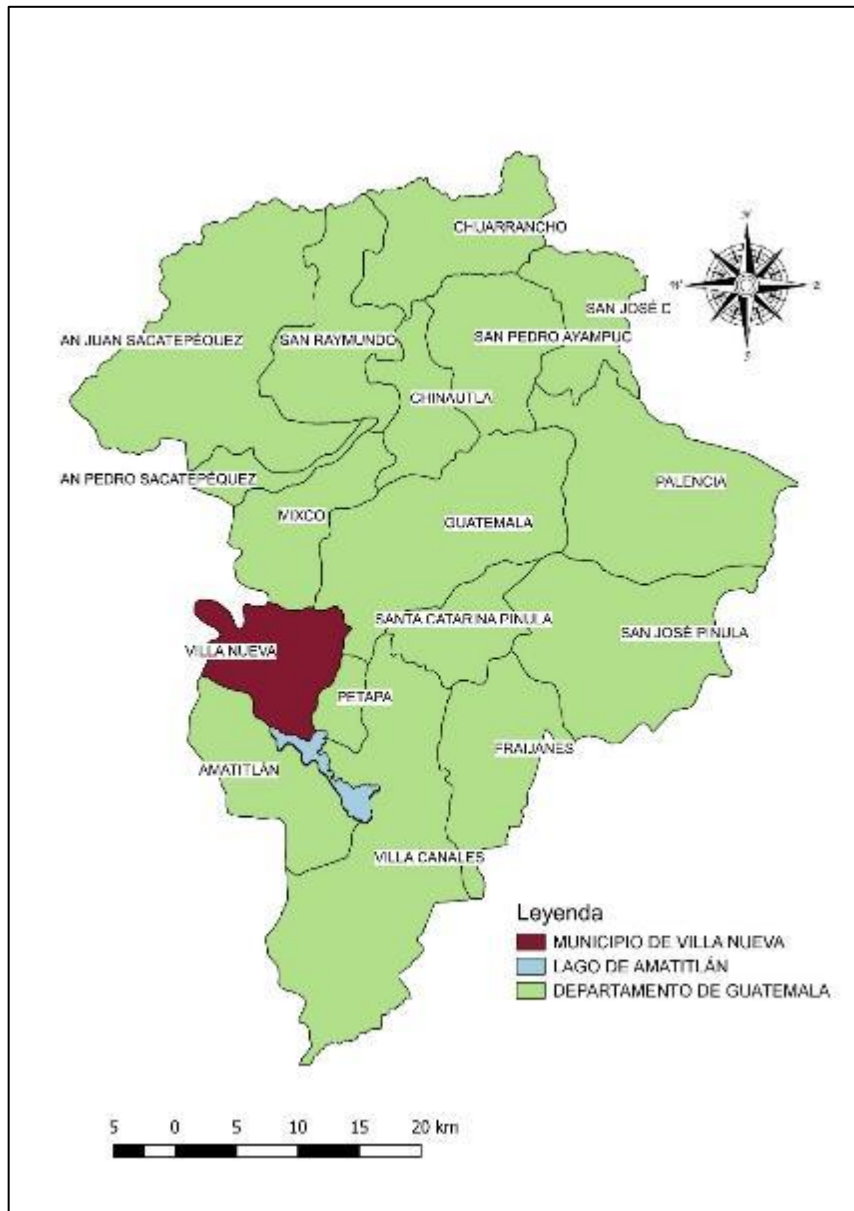 CHUARRANCHO
SAN JOSÉ D
AN JUAN SACATEPÉQUEZ
SAN RAYMUNDO
SAN PEDRO AYAMPUC
CHINAUTLA
AN PEDRO SACATEPÉQUEZ
PALENCIA
MIXCO
GUATEMALA
SANTA CATARINA PINULA
SAN JOSÉ PINULA
VILLA NUEVA
PETAPA
FRAIJANES
AMATITLÁN
VILLA CANALES
Leyenda
MUNICIPIO DE VILLA NUEVA
LAGO DE AMATITLÁN
DEPARTAMENTO DE GUATEMALA
5 0 5 10 15 20 km